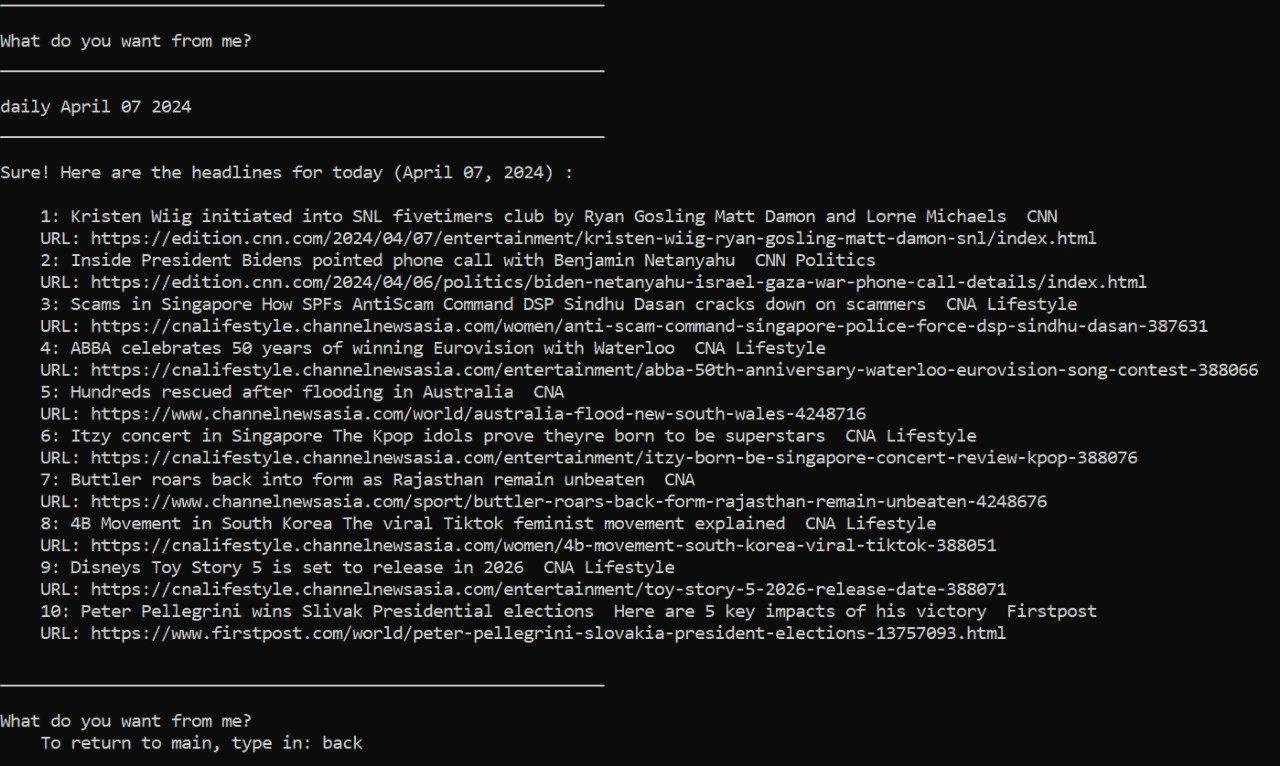 What do you want from me?
daily April 07 2024
Sure! Here are the headlines for today (April 07, 2024) :
1: Kristen Wiig initiated into SNL fivetimers club by Ryan Gosling Matt Damon and Lorne Michaels  CNN
URL: https://edition.cnn.com/2024/04/07/entertainment/kristen-wiig-ryan-gosling-matt-damon-snl/index.html
2: Inside President Bidens pointed phone call with Benjamin Netanyahu  CNN Politics
URL: https://edition.cnn.com/2024/04/06/politics/biden-netanyahu-israel-gaza-war-phone-call-details/index.html
3: Scams in Singapore How SPFs AntiScam Command DSP Sindhu Dasan cracks down on scammers  CNA Lifestyle
URL: https://cnalifestyle.channelnewsasia.com/women/anti-scam-command-singapore-police-force-dsp-sindhu-dasan-387631
4: ABBA celebrates 50 years of winning Eurovision with Waterloo  CNA Lifestyle
URL: https://cnalifestyle.channelnewsasia.com/entertainment/abba-50th-anniversary-waterloo-eurovision-song-contest-388066
5: Hundreds rescued after flooding in Australia  CNA
URL: https://www.channelnewsasia.com/world/australia-flood-new-south-wales-4248716
6: Itzy concert in Singapore The Kpop idols prove theyre born to be superstars  CNA Lifestyle
URL: https://cnalifestyle.channelnewsasia.com/entertainment/itzy-born-be-singapore-concert-review-kpop-388076
7: Buttler roars back into form as Rajasthan remain unbeaten  CNA
URL: https://www.channelnewsasia.com/sport/buttler-roars-back-form-rajasthan-remain-unbeaten-4248676
8: 4B Movement in South Korea The viral Tiktok feminist movement explained  CNA Lifestyle
URL: https://cnalifestyle.channelnewsasia.com/women/4b-movement-south-korea-viral-tiktok-388051
9: Disneys Toy Story 5 is set to release in 2026  CNA Lifestyle
URL: https://cnalifestyle.channelnewsasia.com/entertainment/toy-story-5-2026-release-date-388071
10: Peter Pellegrini wins Slivak Presidential elections  Here are 5 key impacts of his victory  Firstpost
URL: https://www.firstpost.com/world/peter-pellegrini-slovakia-president-elections-13757093.html
What do you want from me?
To return to main, type in: back